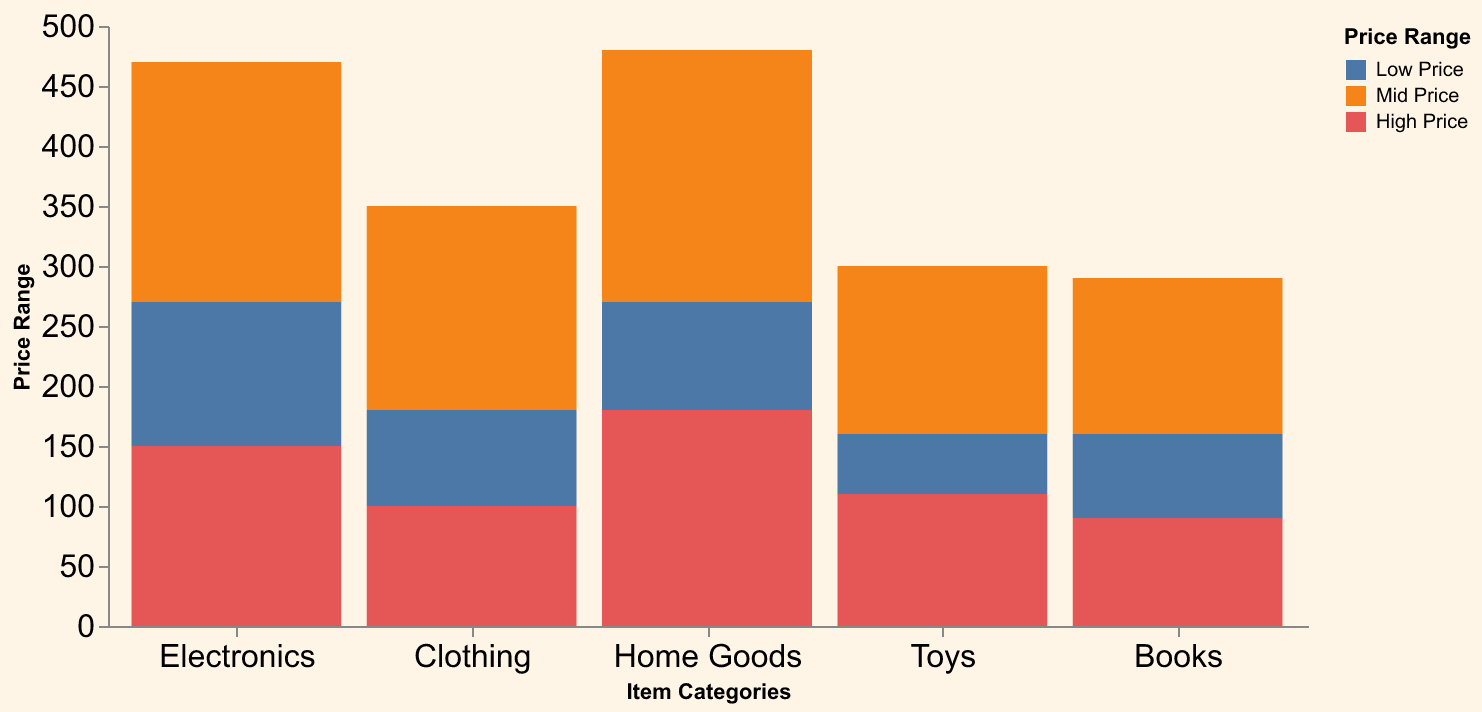 500
450
400
350
300
250
200
150
100
50
0
Price Range
Electronics Clothing Home Goods Toys Books
Item Categories
Price Range
Low Price
Mid Price
High Price